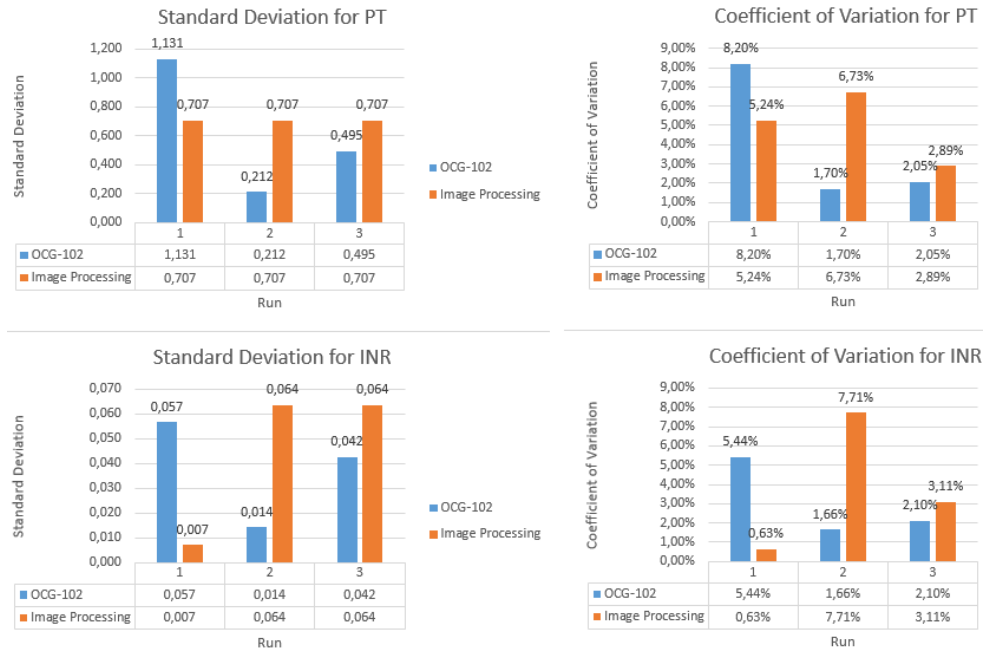 Standard Deviation for PT
1,131
1,200
1,000
0,800
0,600
0,400
0,200
0,000
Standard Deviation
0,707
0,707
0,707
0,495
0,212
1 2 3
OCG-102 1,131 0,212 0,495
Image Processing 0,707 0,707 0,707
Run
OCG-102
Image Processing
Coefficient of Variation for PT
9,00%
8,00%
7,00%
6,00%
5,00%
4,00%
3,00%
2,00%
1,00%
0,00%
Coefficient of Variation
8,20%
6,73%
5,24%
2,89%
1,70%
2,05%
1 2 3
OCG-102 8,20% 1,70% 2,05%
Image Processing 5,24% 6,73% 2,89%
Run
Standard Deviation for INR
0,070
0,060
0,050
0,040
0,030
0,020
0,010
0,000
Standard Deviation
0,064
0,064
0,057
0,042
0,014
0,007
1 2 3
OCG-102 0,057 0,014 0,042
Image Processing 0,007 0,064 0,064
Run
OCG-102
Image Processing
Coefficient of Variation for INR
9,00%
8,00%
7,00%
6,00%
5,00%
4,00%
3,00%
2,00%
1,00%
0,00%
Coefficient of Variation
7,71%
5,44%
3,11%
1,66%
2,10%
0,63%
1 2 3
OCG-102 5,44% 1,66% 2,10%
Image Processing 0,63% 7,71% 3,11%
Run